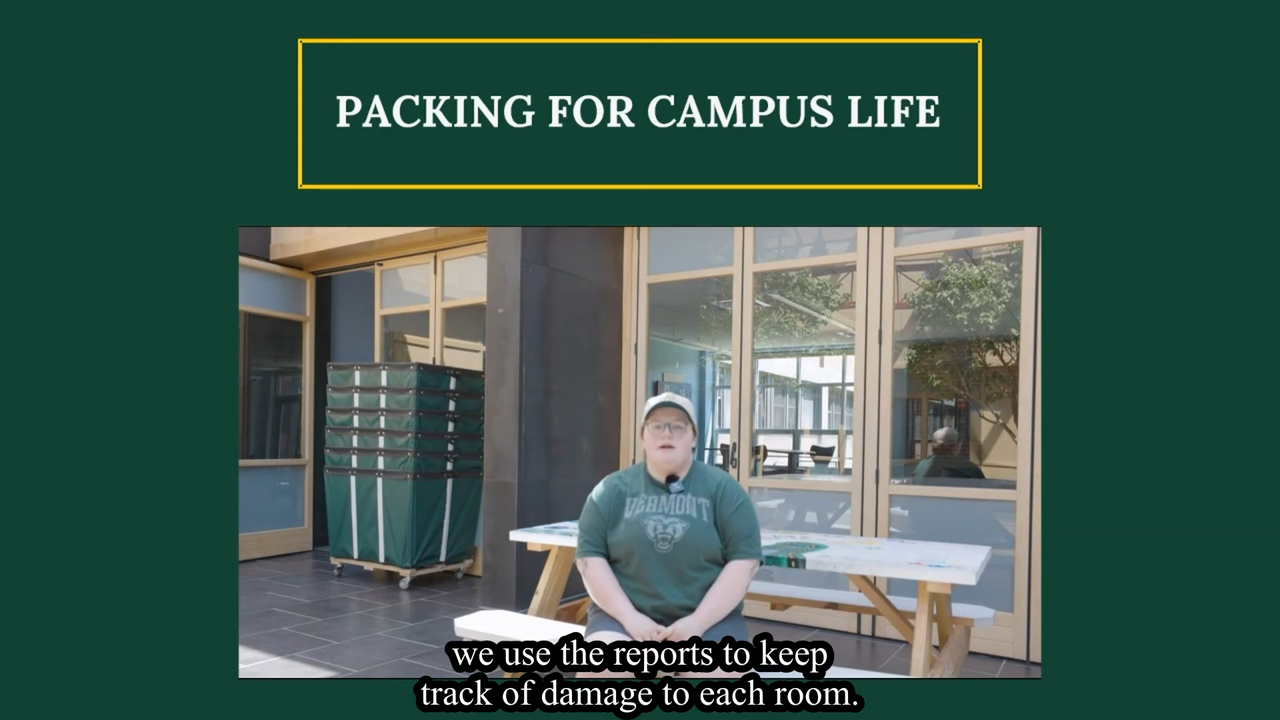 PACKING FOR CAMPUS LIFE
VERMONT
we use the reports to keep
track of damage to each room.